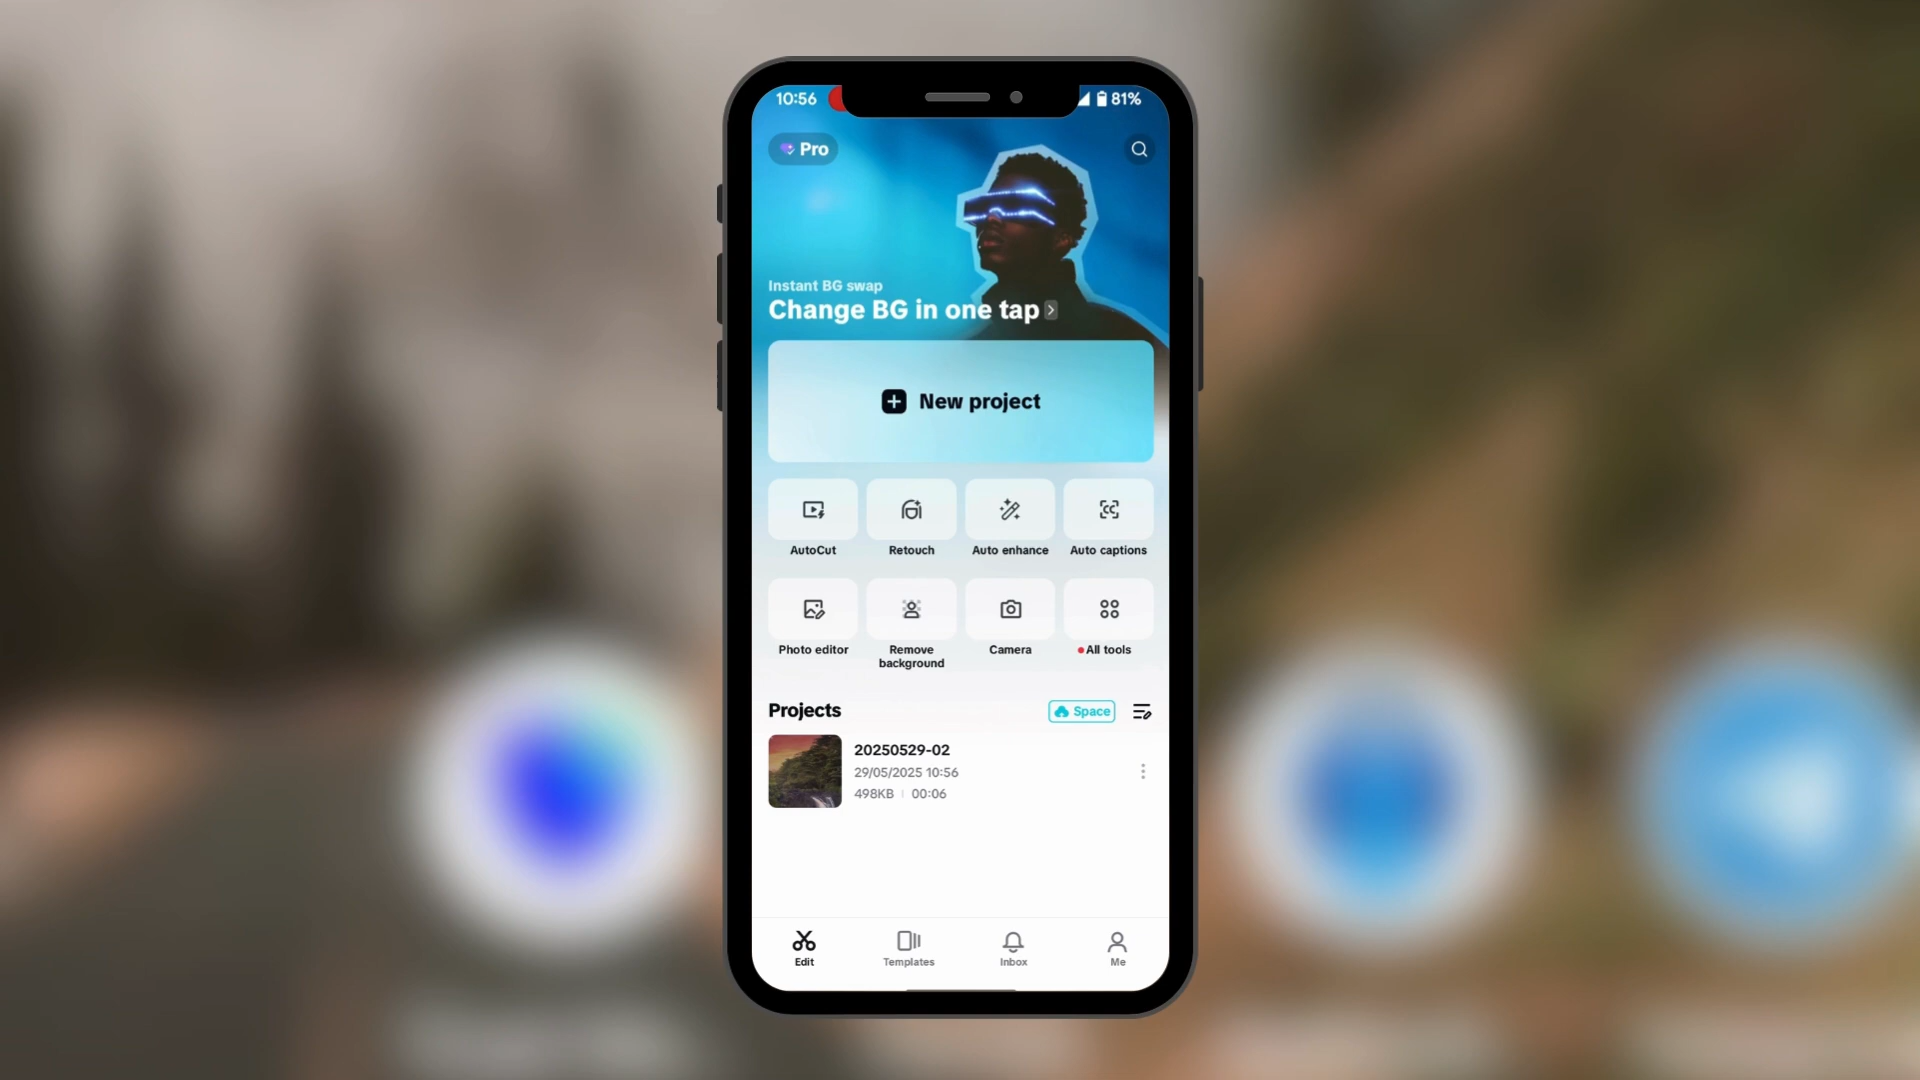 10:56
81%
Pro
Instant BG swap
Change BG in one tap
New project
AutoCut
Retouch
Auto enhance
Auto captions
Photo editor
Remove background
Camera
All tools
Projects
Space
20250529-02
29/05/2025 10:56
498KB | 00:06
Edit
Templates
Inbox
Me